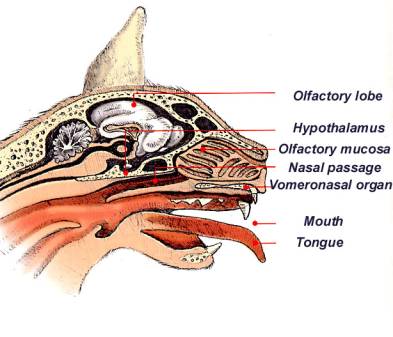 Olfactory lobe
Hypothalamus
Olfactory mucosa
Nasal passage
Vomeronasal organ
Mouth
Tongue